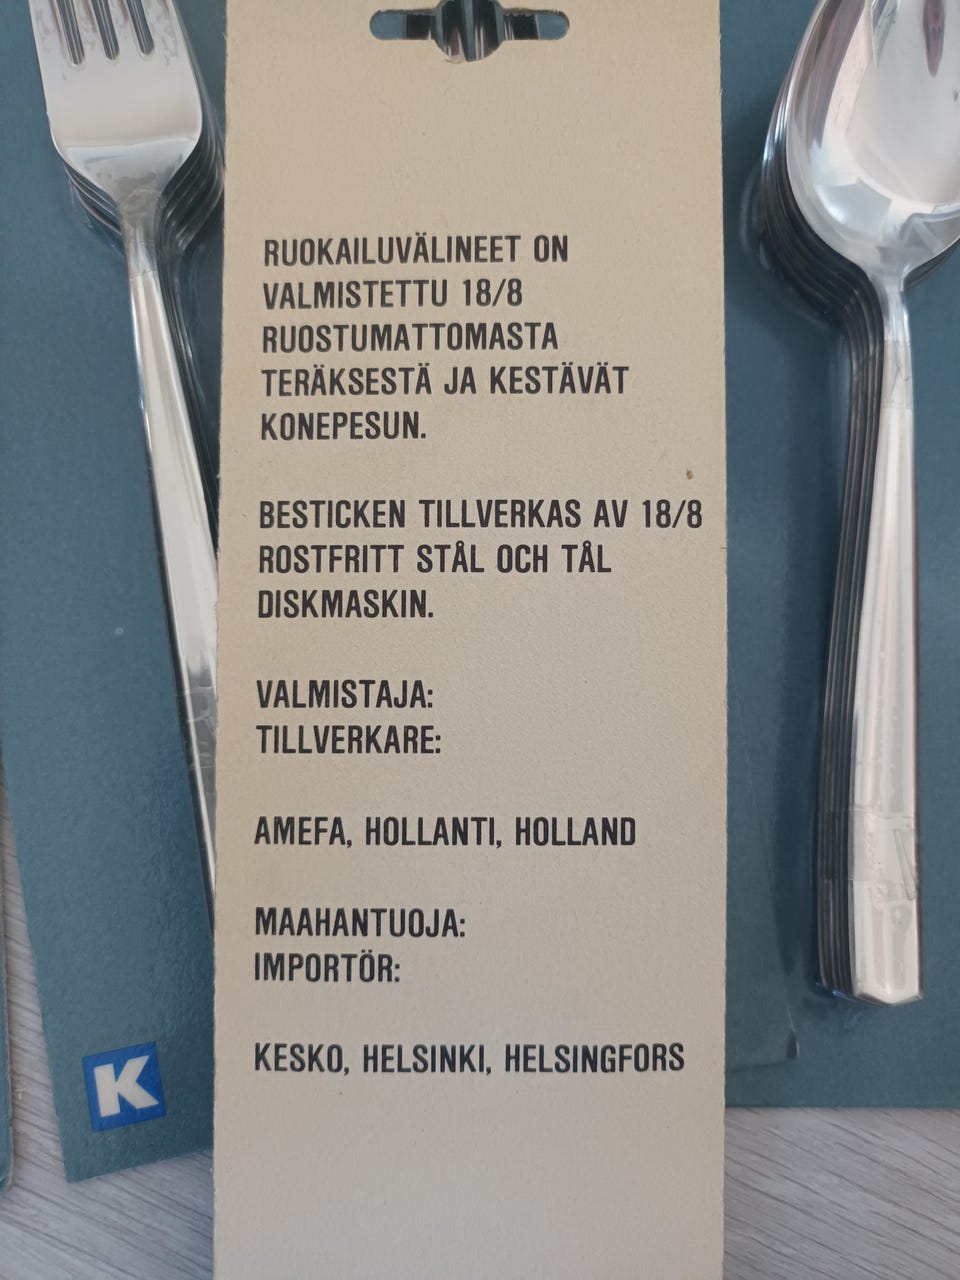 RUOKAILUVÄLINEET ON
VALMISTETTU 18/8
RUOSTUMATTOMASTA
TERÄKSESTÄ JA KESTÄVÄT
KONEPESUN.
BESTICKEN TILLVERKAS AV 18/8
ROSTFRITT STÅL OCH TÅL
DISKMASKIN.
VALMISTAJA:
TILLVERKARE:
AMEFA, HOLLANTI, HOLLAND
MAAHANTUOJA:
IMPORTÖR:
KESKO, HELSINKI, HELSINGFORS
K